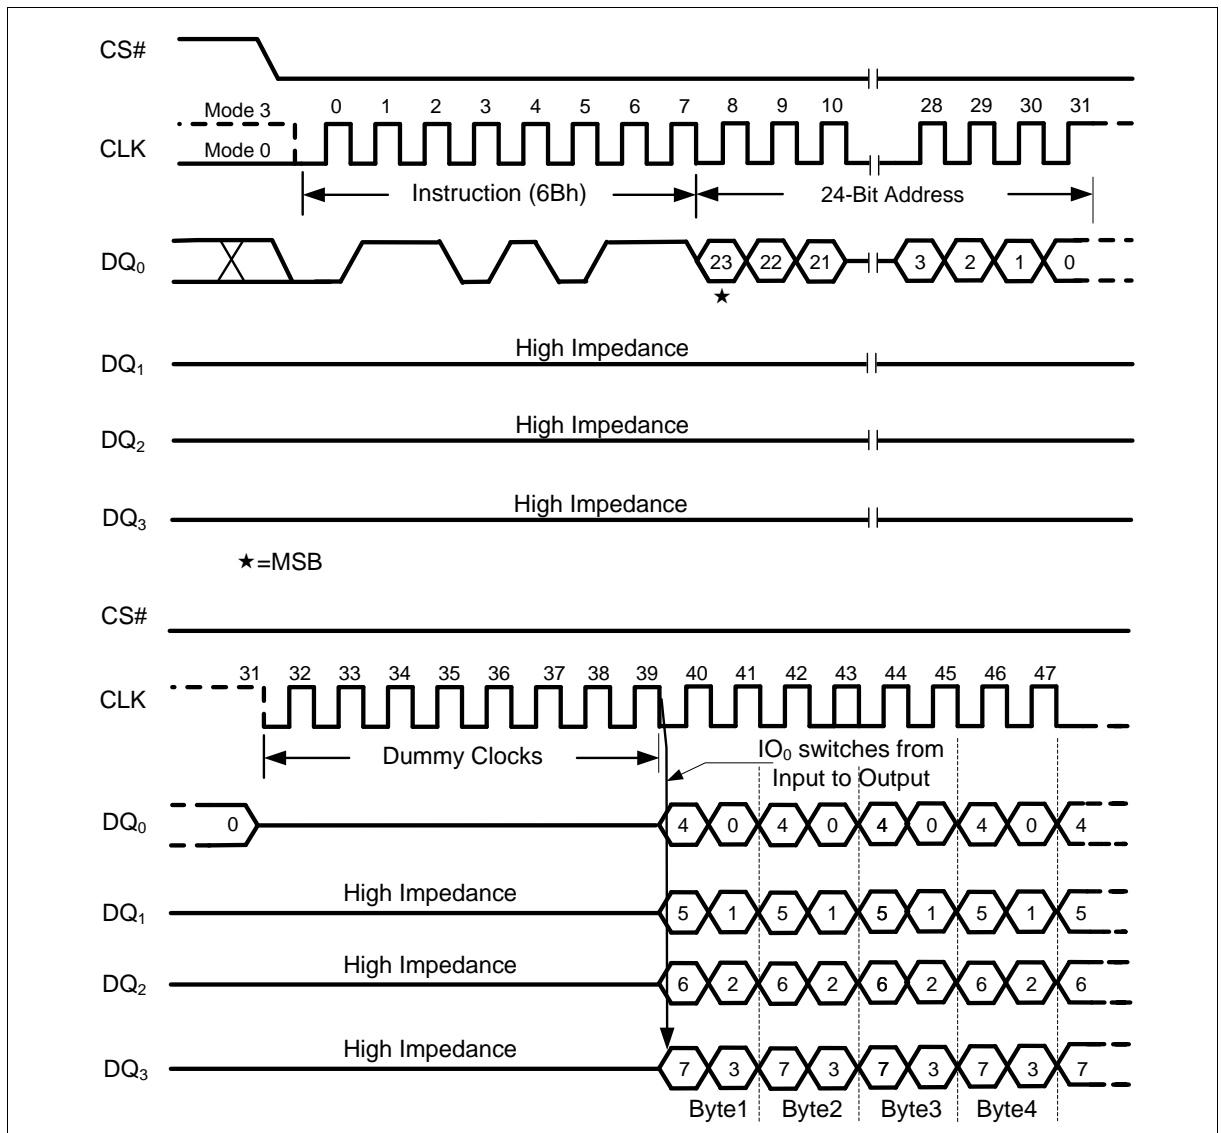 CS#
Mode 3 0 1 2 3 4 5 6 7 8 9 10 28 29 30 31
CLK
Mode 0
Instruction (6Bh) 24-Bit Address
DQ0 23 22 21 3 2 1 0
★
High Impedance
DQ1
High Impedance
DQ2
High Impedance
DQ3
★=MSB
CS#
31 32 33 34 35 36 37 38 39 40 41 42 43 44 45 46 47
CLK
Dummy Clocks
IO0 switches from
Input to Output
DQ0 0 4 0 4 0 4 0 4 0 4
High Impedance
DQ1 5 1 5 1 5 1 5 1 5
High Impedance
DQ2 6 2 6 2 6 2 6 2 6
High Impedance
DQ3 7 3 7 3 7 3 7 3 7
Byte1 Byte2 Byte3 Byte4